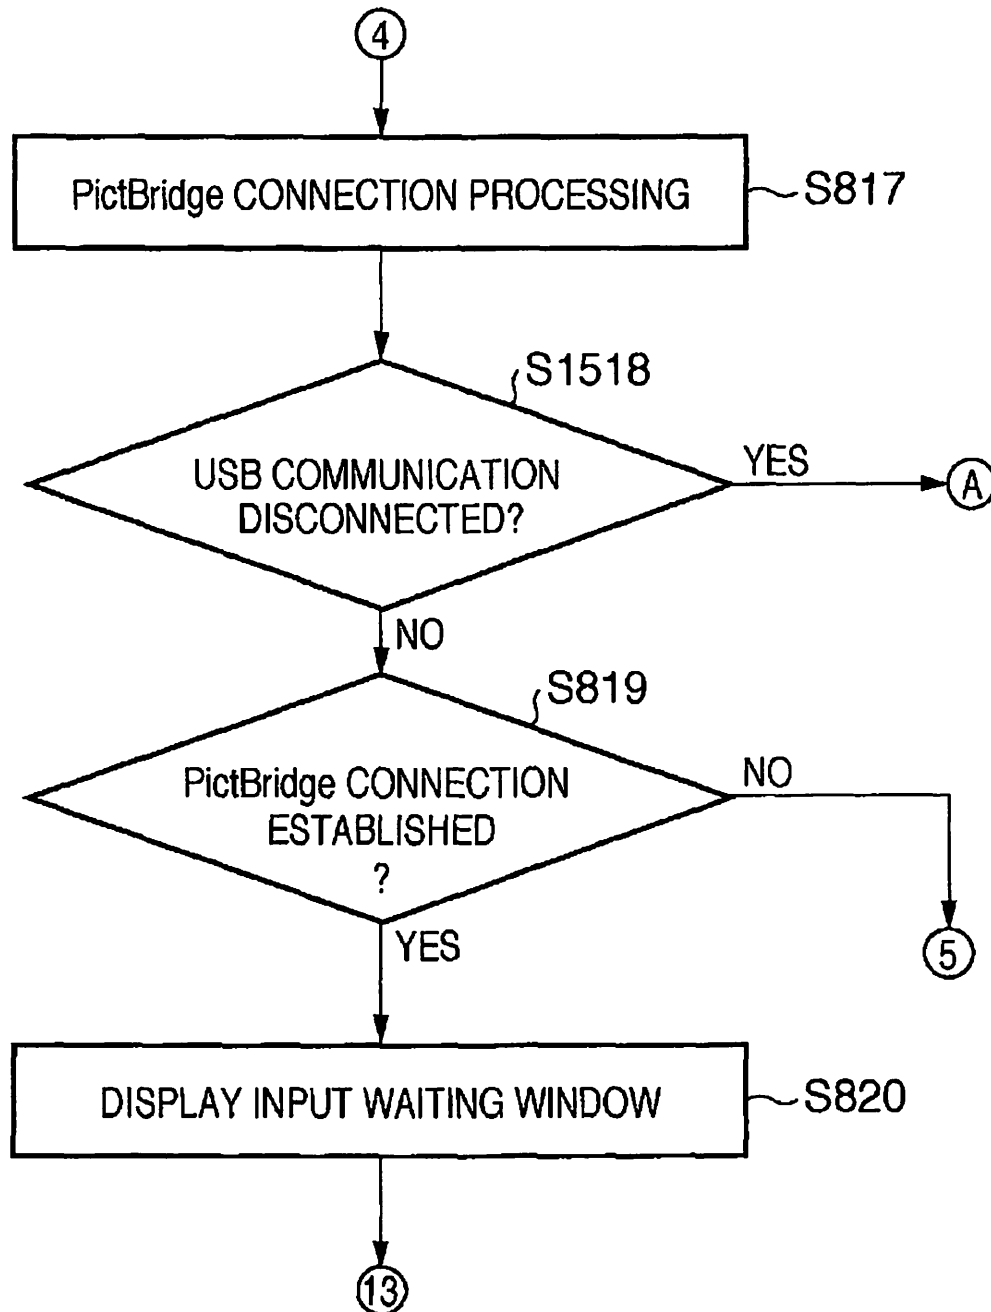 4
PictBridge CONNECTION PROCESSING
S817
S1518
USB COMMUNICATION
DISCONNECTED?
YES
A
NO
S819
PictBridge CONNECTION
ESTABLISHED
?
NO
5
YES
DISPLAY INPUT WAITING WINDOW
S820
13